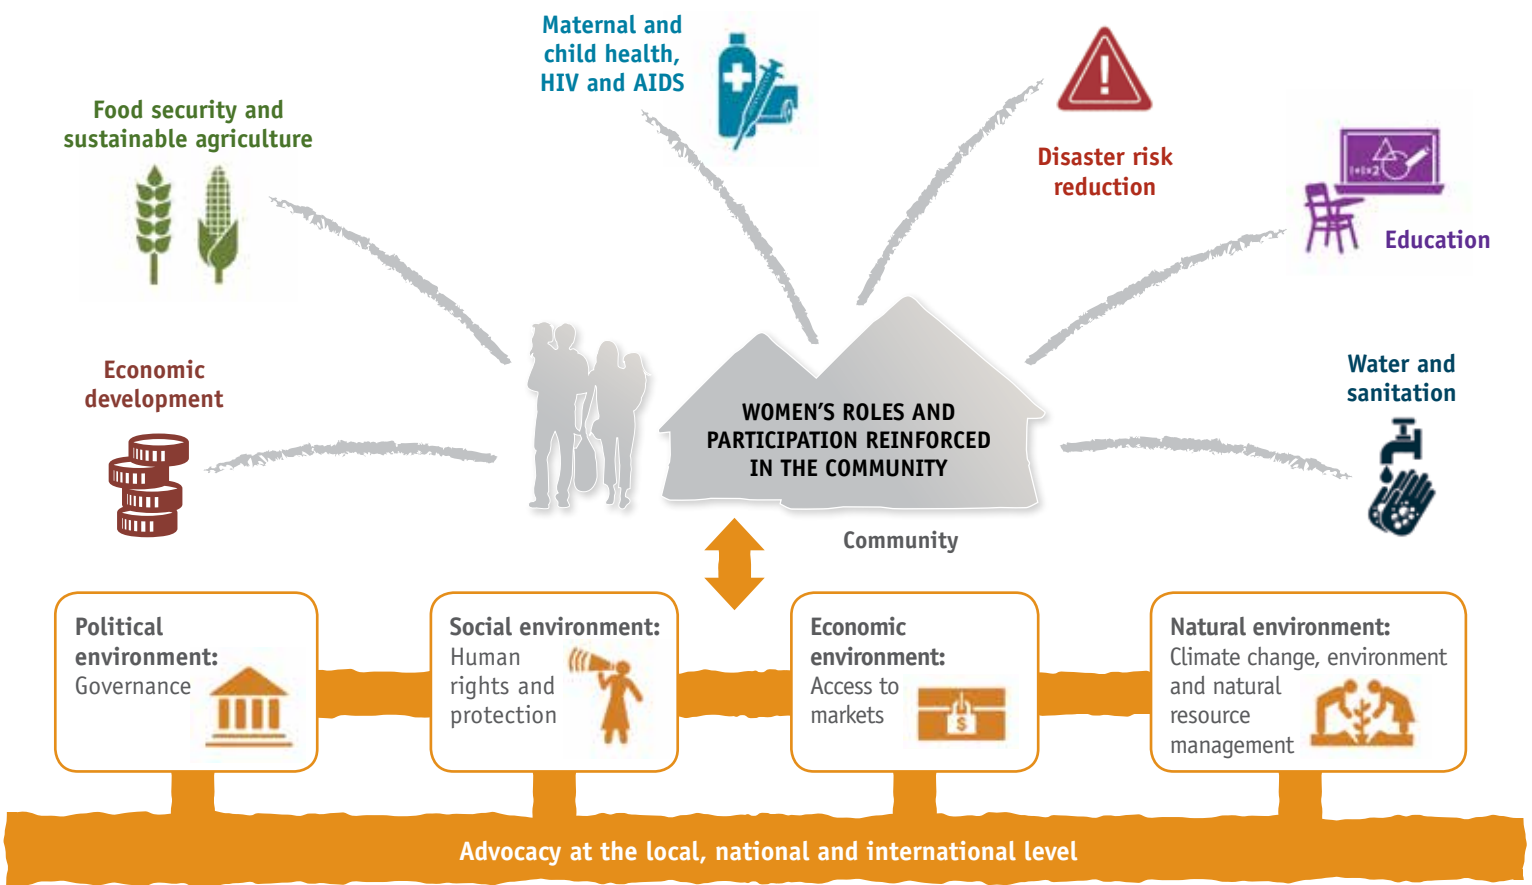 Maternal and
child health,
HIV and AIDS
Food security and
sustainable agriculture
Disaster risk
reduction
1+1×2
Education
Economic
development
Water and
sanitation
WOMEN’S ROLES AND
PARTICIPATION REINFORCED
IN THE COMMUNITY
Community
Political
environment:
Governance
Social environment:
Human
rights and
protection
Economic
environment:
Access to
markets
$
Natural environment:
Climate change, environment
and natural
resource
management
Advocacy at the local, national and international level